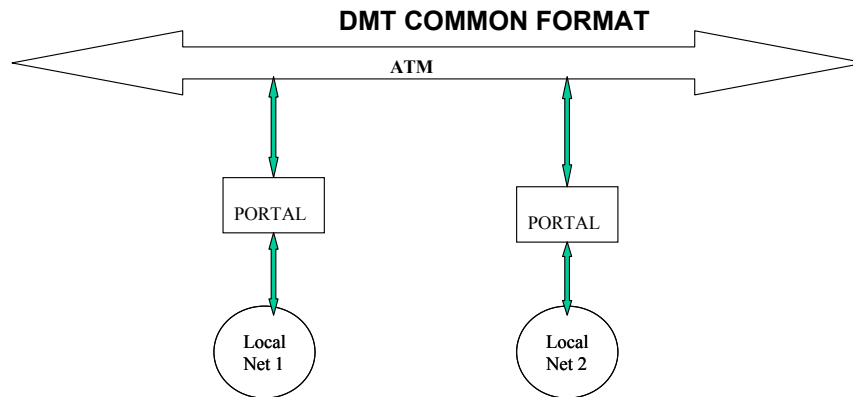 DMT COMMON FORMAT
ATM
PORTAL
PORTAL
Local
Net 1
Local
Net 2